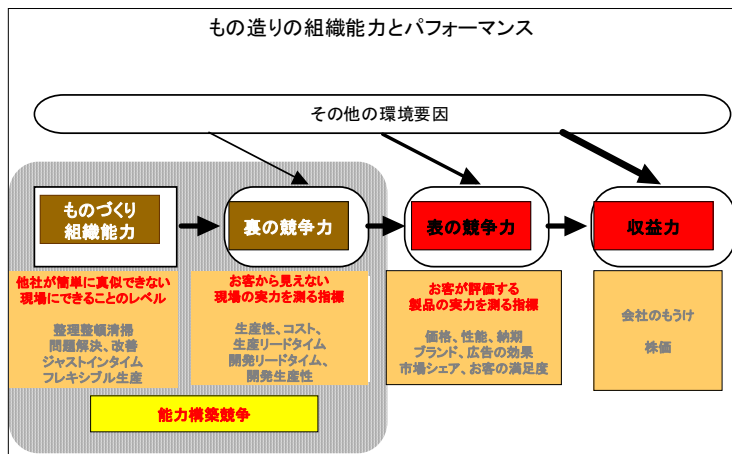 もの造りの組織能力とパフォーマンス
その他の環境要因
ものづくり
組織能力
裏の競争力
表の競争力
収益力
他社が簡単に真似できない
現場にできることのレベル
整理整頓清掃
問題解決、改善
ジャストインタイム
フレキシブル生産
お客から見えない
現場の実力を測る指標
生産性、コスト、
生産リードタイム
開発リードタイム、
開発生産性
お客が評価する
製品の実力を測る指標
価格、性能、納期
ブランド、広告の効果
市場シェア、お客の満足度
会社のもうけ
株価
能力構築競争